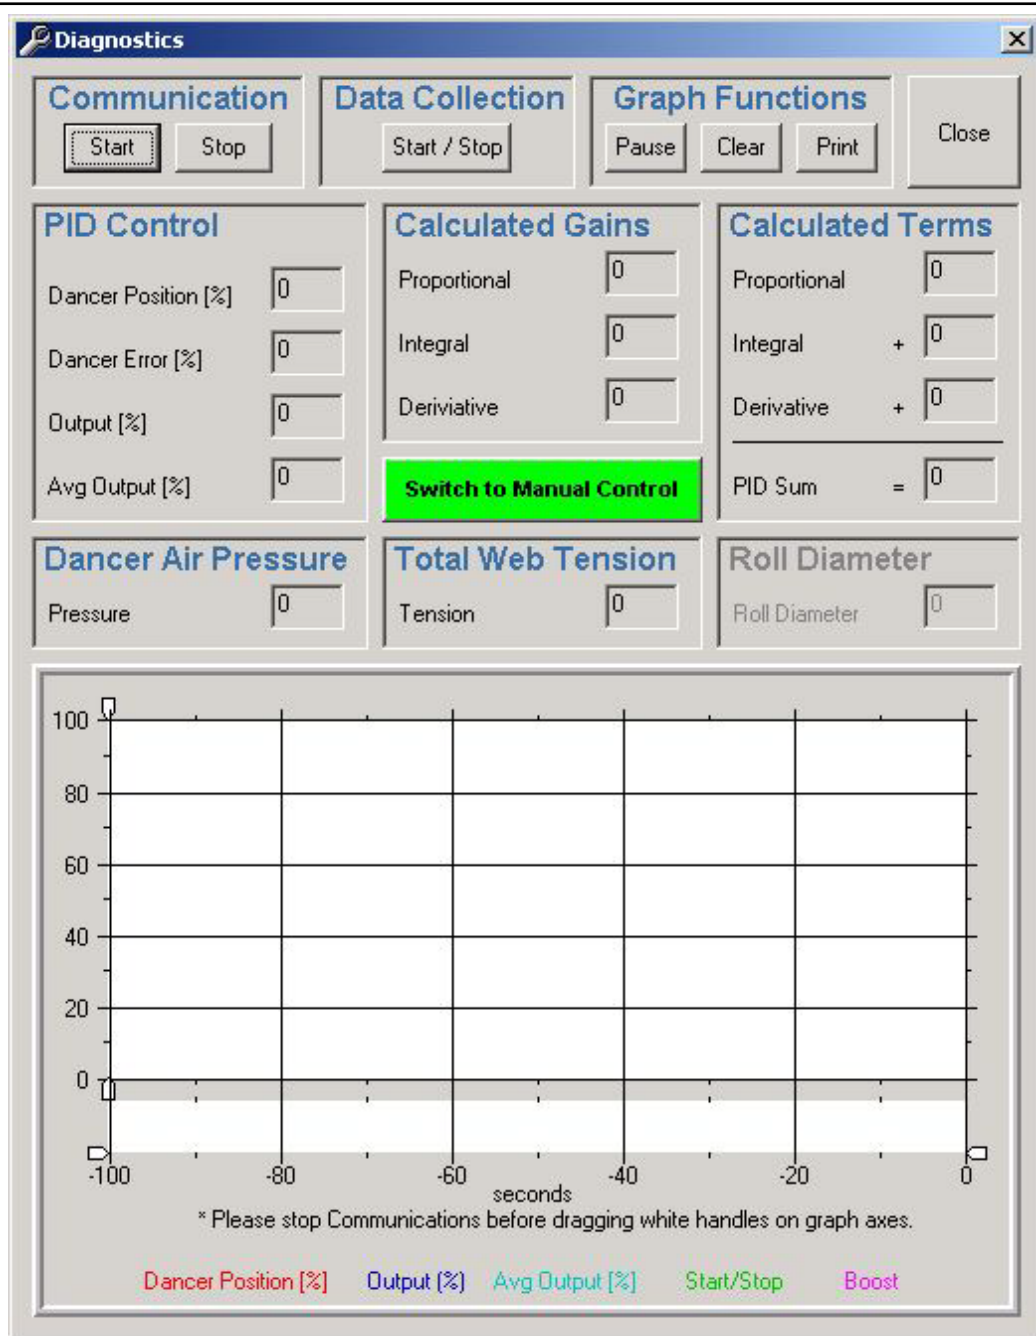 Diagnostics
Communication
Start Stop
Data Collection
Start / Stop
Graph Functions
Pause Clear Print
Close
PID Control
Dancer Position [%] 0
Dancer Error [%] 0
Output [%] 0
Avg Output [%] 0
Calculated Gains
Proportional 0
Integral 0
Deriviative 0
Switch to Manual Control
Calculated Terms
Proportional 0
Integral + 0
Derivative + 0
PID Sum = 0
Dancer Air Pressure
Pressure 0
Total Web Tension
Tension 0
Roll Diameter
Roll Diameter 0
100
80
60
40
20
0
-100 -80 -60 -40 -20 0
seconds
* Please stop Communications before dragging white handles on graph axes.
Dancer Position [%] Output [%] Avg Output [%] Start/Stop Boost